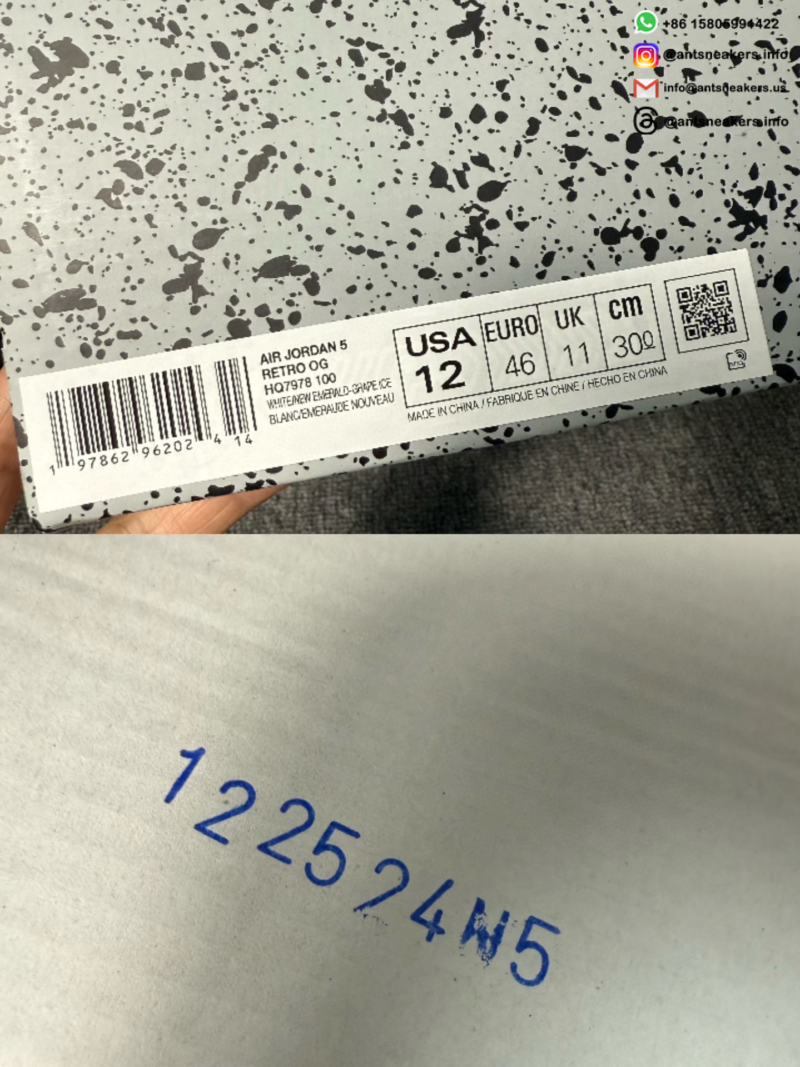 +86 15805994422
@antsneakers.info
info@antsneakers.us
@antsneakers.info
AIR JORDAN 5
RETRO OG
HQ7978 100
WHITE/NEW EMERALD-GRAPE ICE
BLANC/EMERAUDE NOUVEAU
USA EURO UK cm
12 46 11 30
MADE IN CHINA / FABRIQUE EN CHINE / HECHO EN CHINA
1 97862 96202 4 14
122524N5